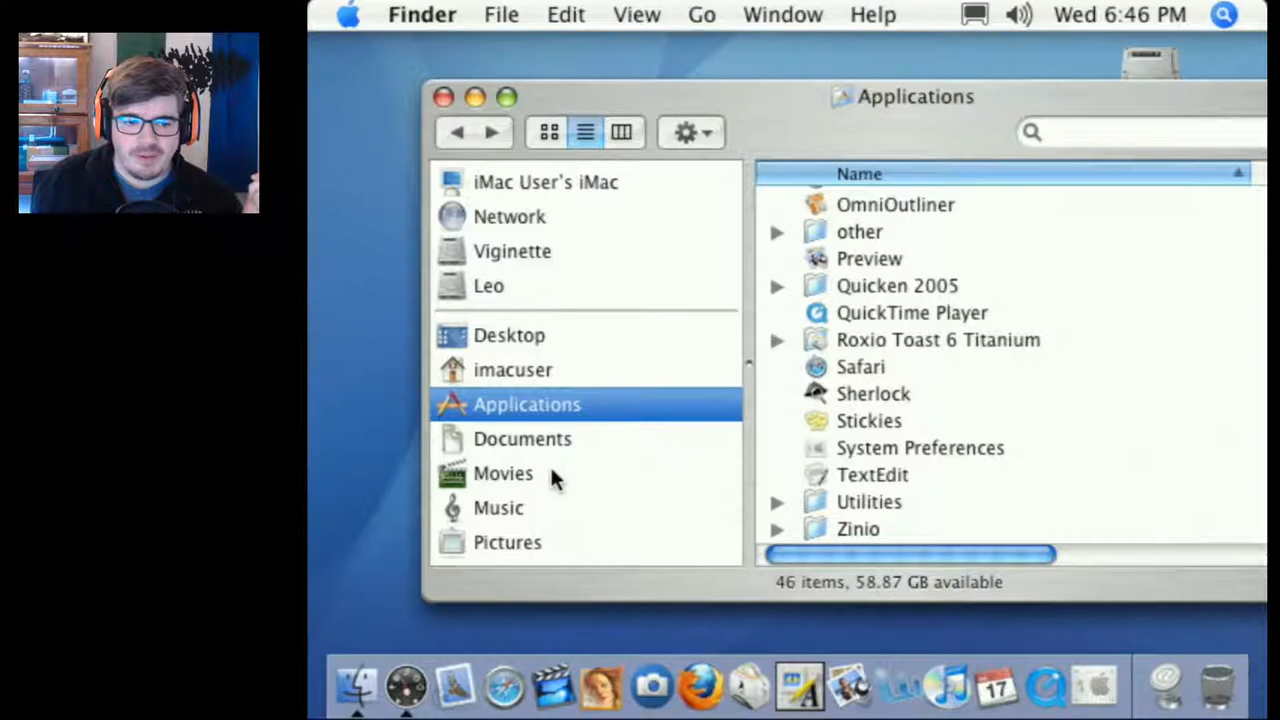 Finder File Edit View Go Window Help Wed 6:46 PM
Applications
iMac User's iMac
Network
Viginette
Leo
Desktop
imacuser
Applications
Documents
Movies
Music
Pictures
Name
OmniOutliner
other
Preview
Quicken 2005
QuickTime Player
Roxio Toast 6 Titanium
Safari
Sherlock
Stickies
System Preferences
TextEdit
Utilities
Zinio
46 items, 58.87 GB available
17